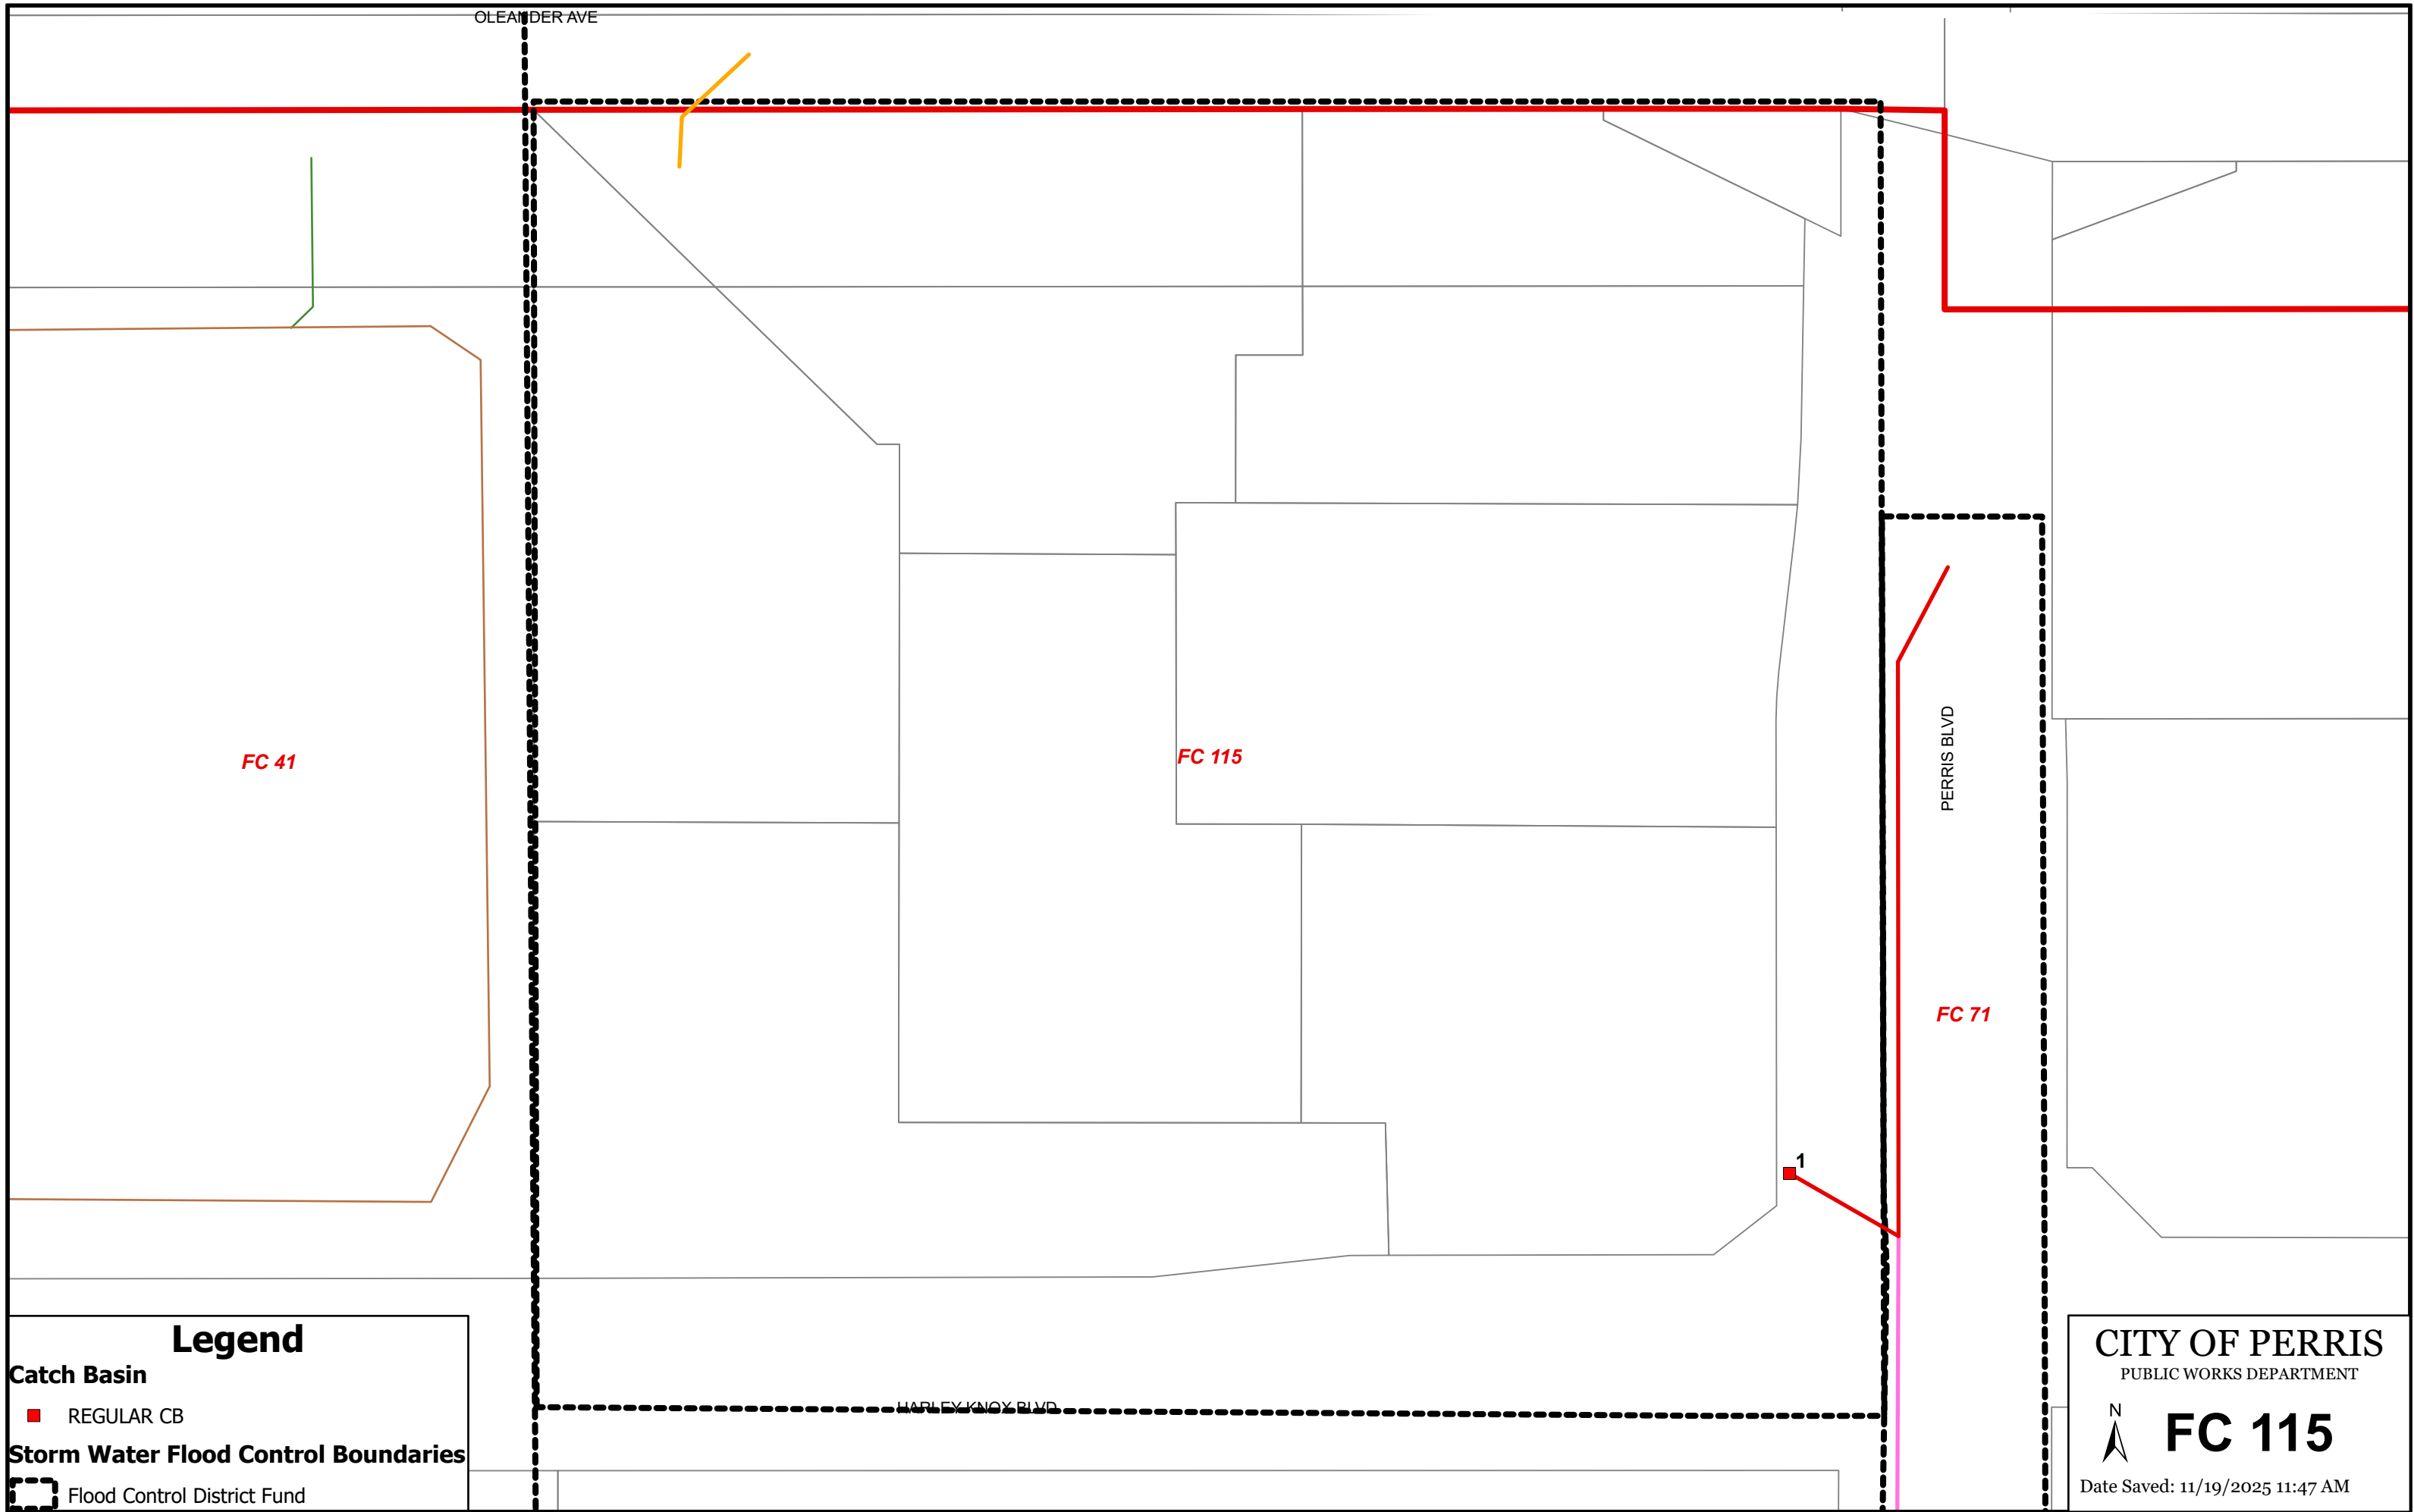 OLEANDER AVE
FC 41
FC 115
PERRIS BLVD
FC 71
1
HARLEY KNOX BLVD
Legend
Catch Basin
REGULAR CB
Storm Water Flood Control Boundaries
Flood Control District Fund
CITY OF PERRIS
PUBLIC WORKS DEPARTMENT
N
FC 115
Date Saved: 11/19/2025 11:47 AM